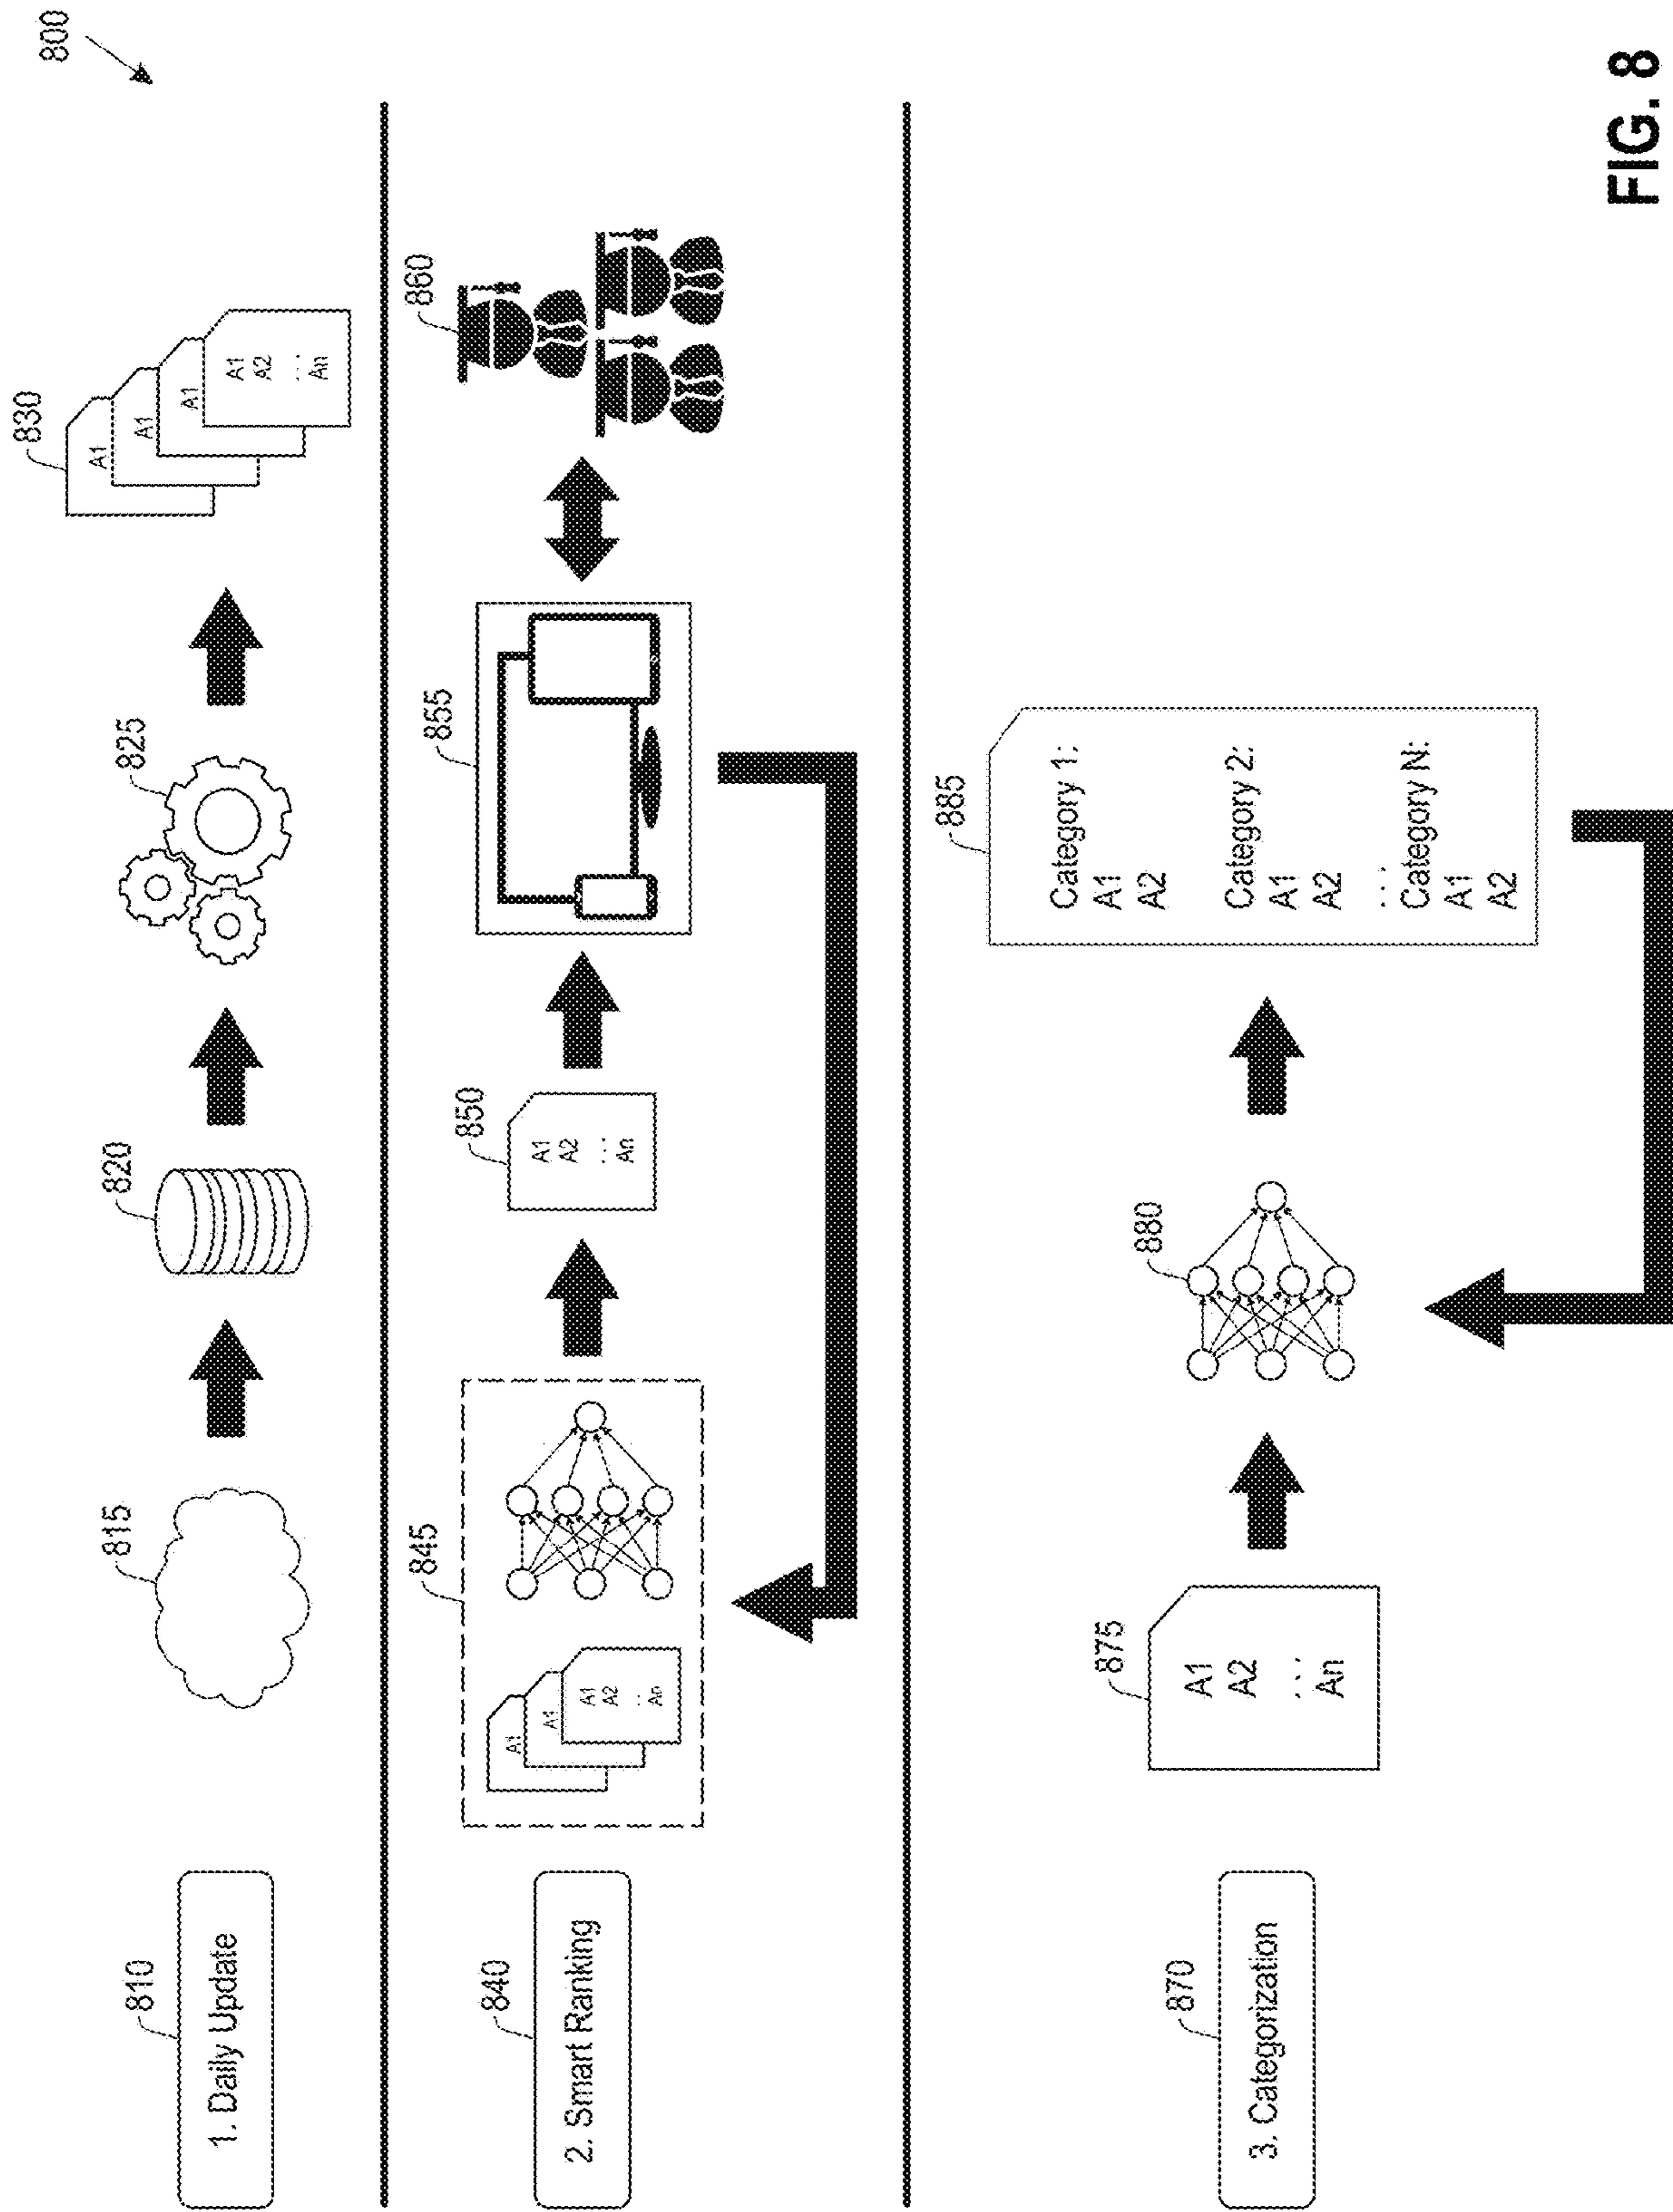 800
810
1. Daily Update
815
820
825
830
A1
A1
A1
A1
A2
...
An
840
2. Smart Ranking
845
A1
A1
A1
A2
...
An
850
A1
A2
...
An
855
860
870
3. Categorization
875
A1
A2
...
An
880
885
Category 1:
A1
A2
Category 2:
A1
A2
...
Category N:
A1
A2
FIG. 8